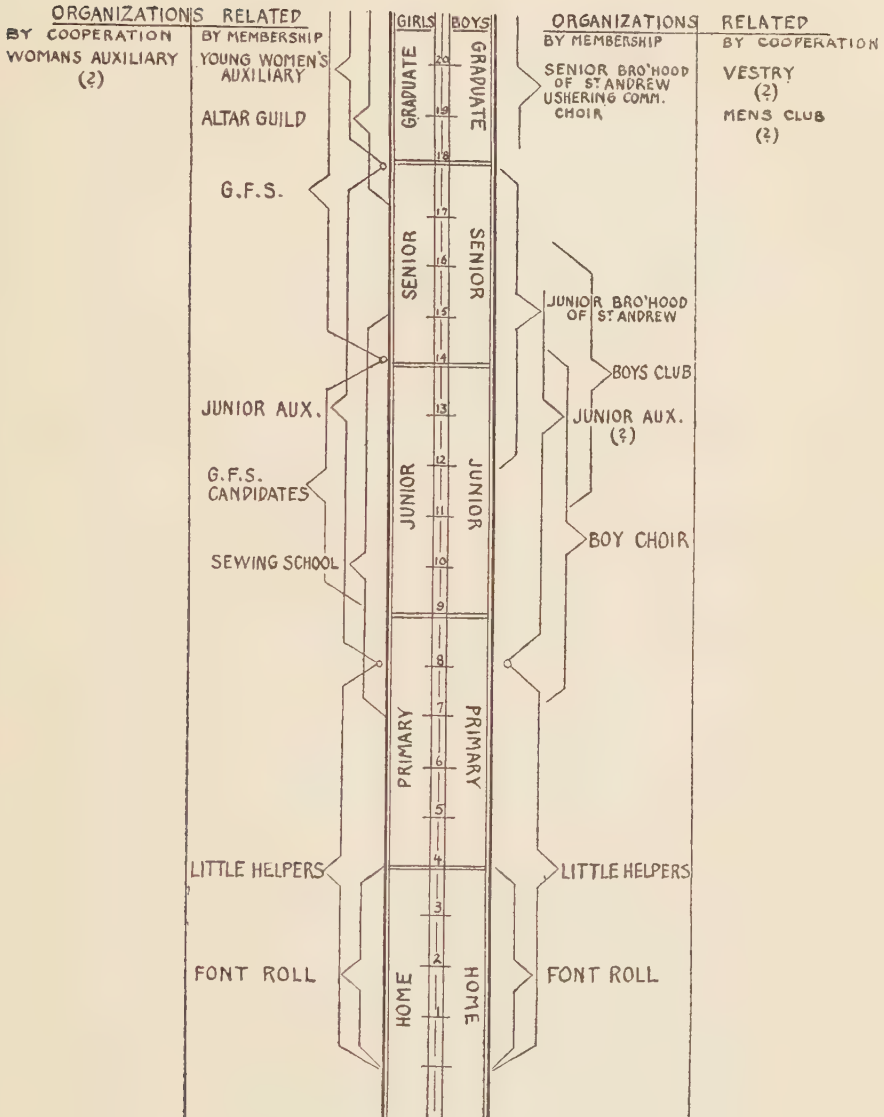 ORGANIZATIONS RELATED
BY COOPERATION
BY MEMBERSHIP
WOMANS AUXILIARY
(?)
YOUNG WOMEN'S
AUXILIARY
ALTAR GUILD
G.F.S.
JUNIOR AUX.
G.F.S.
CANDIDATES
SEWING SCHOOL
LITTLE HELPERS
FONT ROLL
GIRLS
BOYS
GRADUATE
GRADUATE
SENIOR
SENIOR
JUNIOR
JUNIOR
PRIMARY
PRIMARY
HOME
HOME
20
19
18
17
16
15
14
13
12
11
10
9
8
7
6
5
4
3
2
1
ORGANIZATIONS RELATED
BY MEMBERSHIP
BY COOPERATION
SENIOR BRO'HOOD
OF ST ANDREW
USHERING COMM.
CHOIR
VESTRY
(?)
MENS CLUB
(?)
JUNIOR BRO'HOOD
OF ST ANDREW
BOYS CLUB
JUNIOR AUX.
(?)
BOY CHOIR
LITTLE HELPERS
FONT ROLL